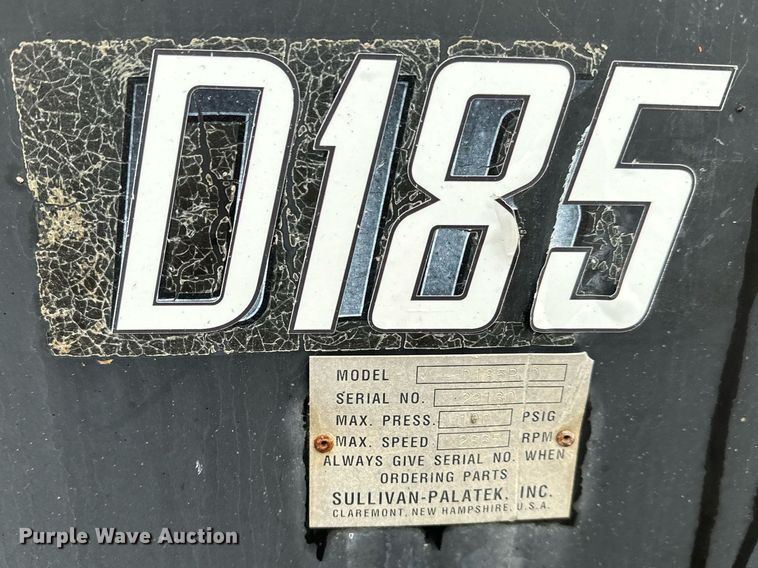 D185
MODEL
SERIAL NO.
MAX. PRESS. PSIG
MAX. SPEED RPM
ALWAYS GIVE SERIAL NO. WHEN
ORDERING PARTS
SULLIVAN-PALATEK, INC.
CLAREMONT, NEW HAMPSHIRE, U.S.A.
Purple Wave Auction